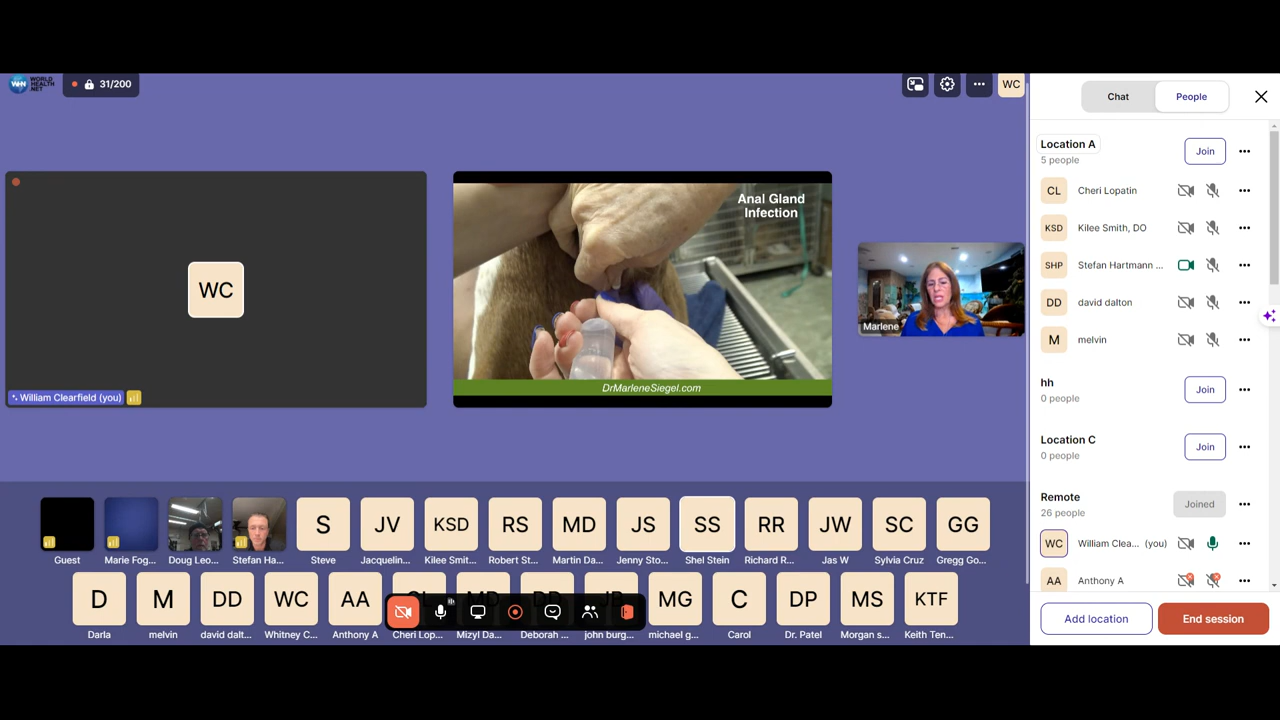 WHN WORLD
HEALTH
.NET
31/200
WC
Chat
People
Location A
5 people
Join
CL
Cheri Lopatin
KSD
Kilee Smith, DO
SHP
Stefan Hartmann ...
DD
david dalton
M
melvin
hh
0 people
Join
Location C
0 people
Join
Remote
26 people
Joined
WC
William Clea... (you)
AA
Anthony A
Add location
End session
WC
William Clearfield (you)
Anal Gland
Infection
DrMarleneSiegel.com
Marlene
S
JV
KSD
RS
MD
JS
SS
RR
JW
SC
GG
Guest
Marie Fog...
Doug Leo...
Stefan Ha...
Steve
Jacquelin...
Kilee Smit...
Robert St...
Martin Da...
Jenny Sto...
Shel Stein
Richard R...
Jas W
Sylvia Cruz
Gregg Go...
D
M
DD
WC
AA
MG
C
DP
MS
KTF
Darla
melvin
david dalt...
Whitney C...
Anthony A
Cheri Lop...
Mizyl Da...
Deborah ...
john burg...
michael g...
Carol
Dr. Patel
Morgan s...
Keith Ten...